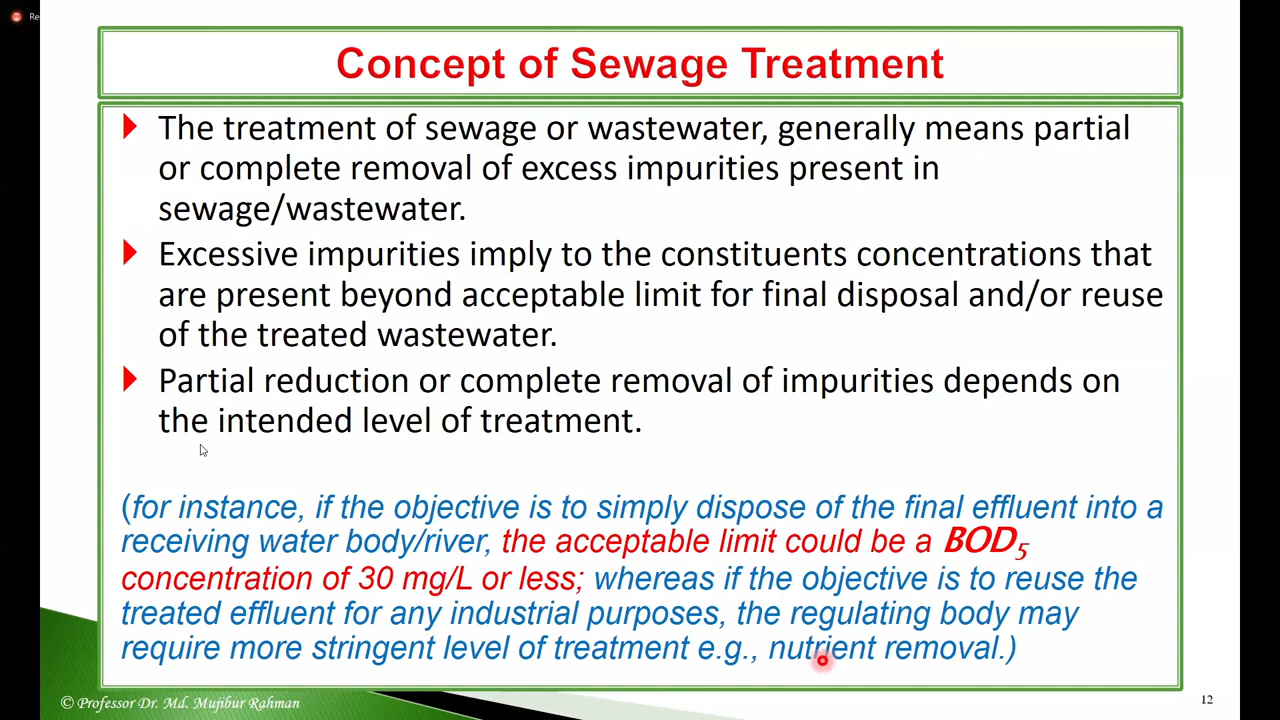 Re
Concept of Sewage Treatment
The treatment of sewage or wastewater, generally means partial
or complete removal of excess impurities present in
sewage/wastewater.
Excessive impurities imply to the constituents concentrations that
are present beyond acceptable limit for final disposal and/or reuse
of the treated wastewater.
Partial reduction or complete removal of impurities depends on
the intended level of treatment.
(for instance, if the objective is to simply dispose of the final effluent into a
receiving water body/river, the acceptable limit could be a BOD5
concentration of 30 mg/L or less; whereas if the objective is to reuse the
treated effluent for any industrial purposes, the regulating body may
require more stringent level of treatment e.g., nutrient removal.)
© Professor Dr. Md. Mujibur Rahman
12